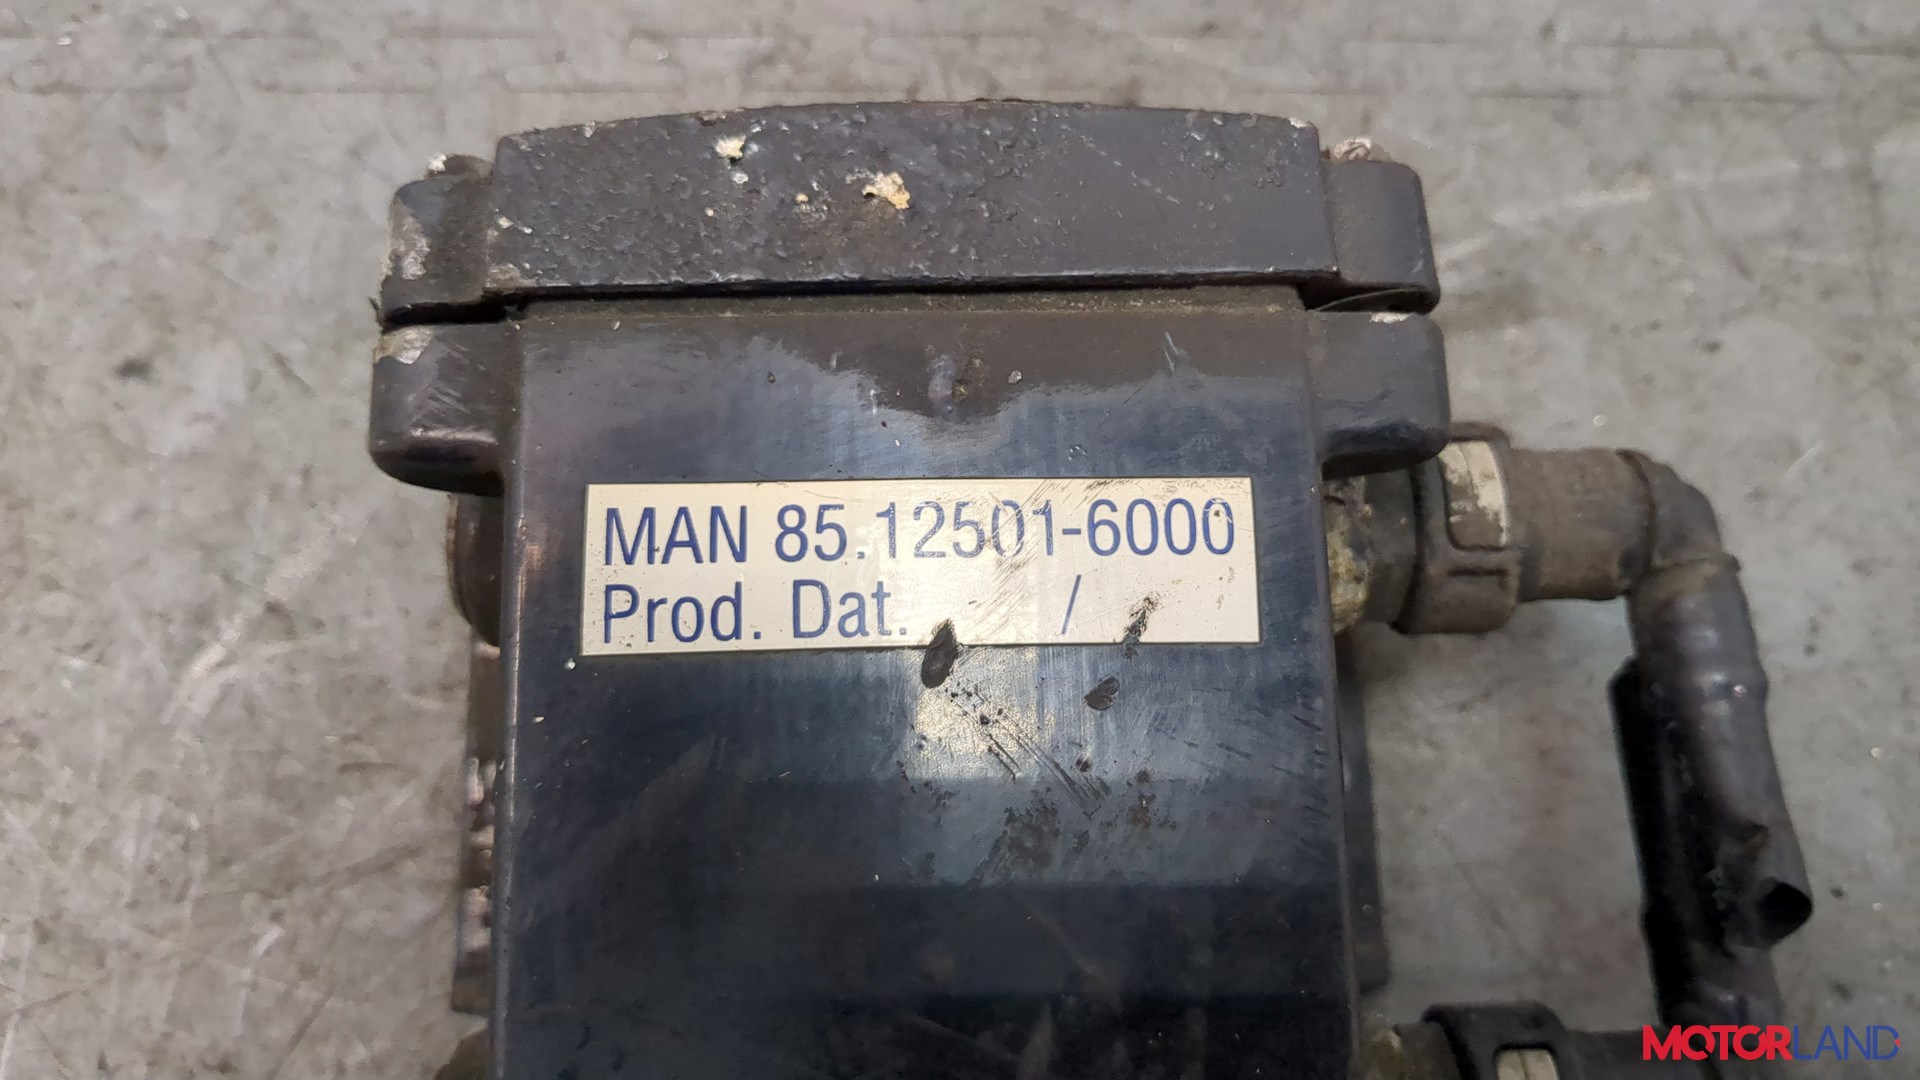 MAN 85.12501-6000
Prod. Dat. /
MOTORLAND